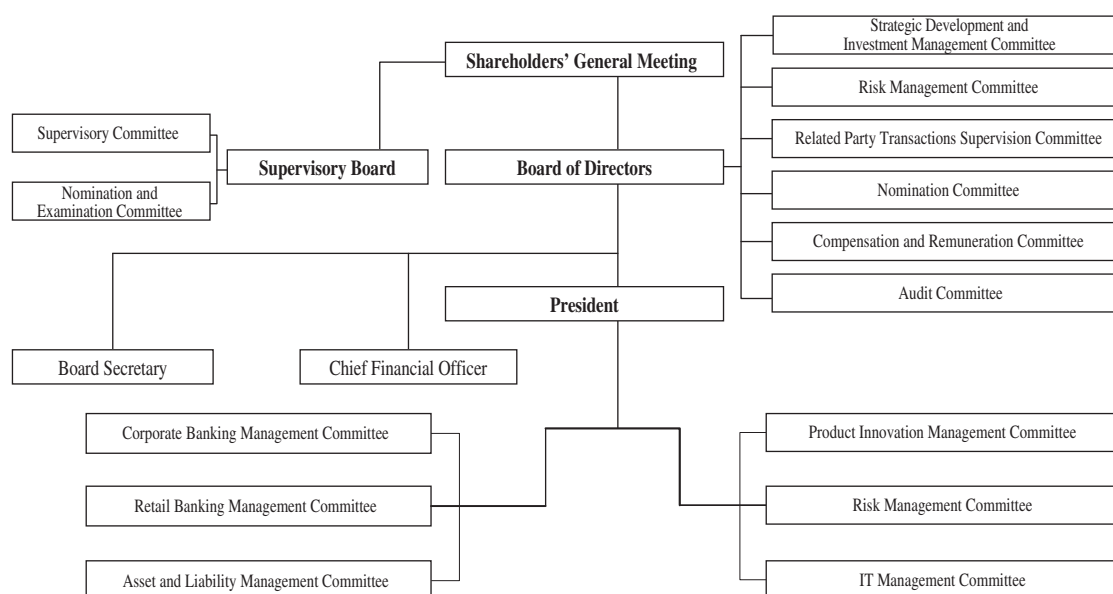 Strategic Development and
Investment Management Committee
Shareholders’ General Meeting
Risk Management Committee
Supervisory Committee
Related Party Transactions Supervision Committee
Supervisory Board
Board of Directors
Nomination and
Examination Committee
Nomination Committee
Compensation and Remuneration Committee
Audit Committee
President
Board Secretary
Chief Financial Officer
Corporate Banking Management Committee
Product Innovation Management Committee
Retail Banking Management Committee
Risk Management Committee
Asset and Liability Management Committee
IT Management Committee